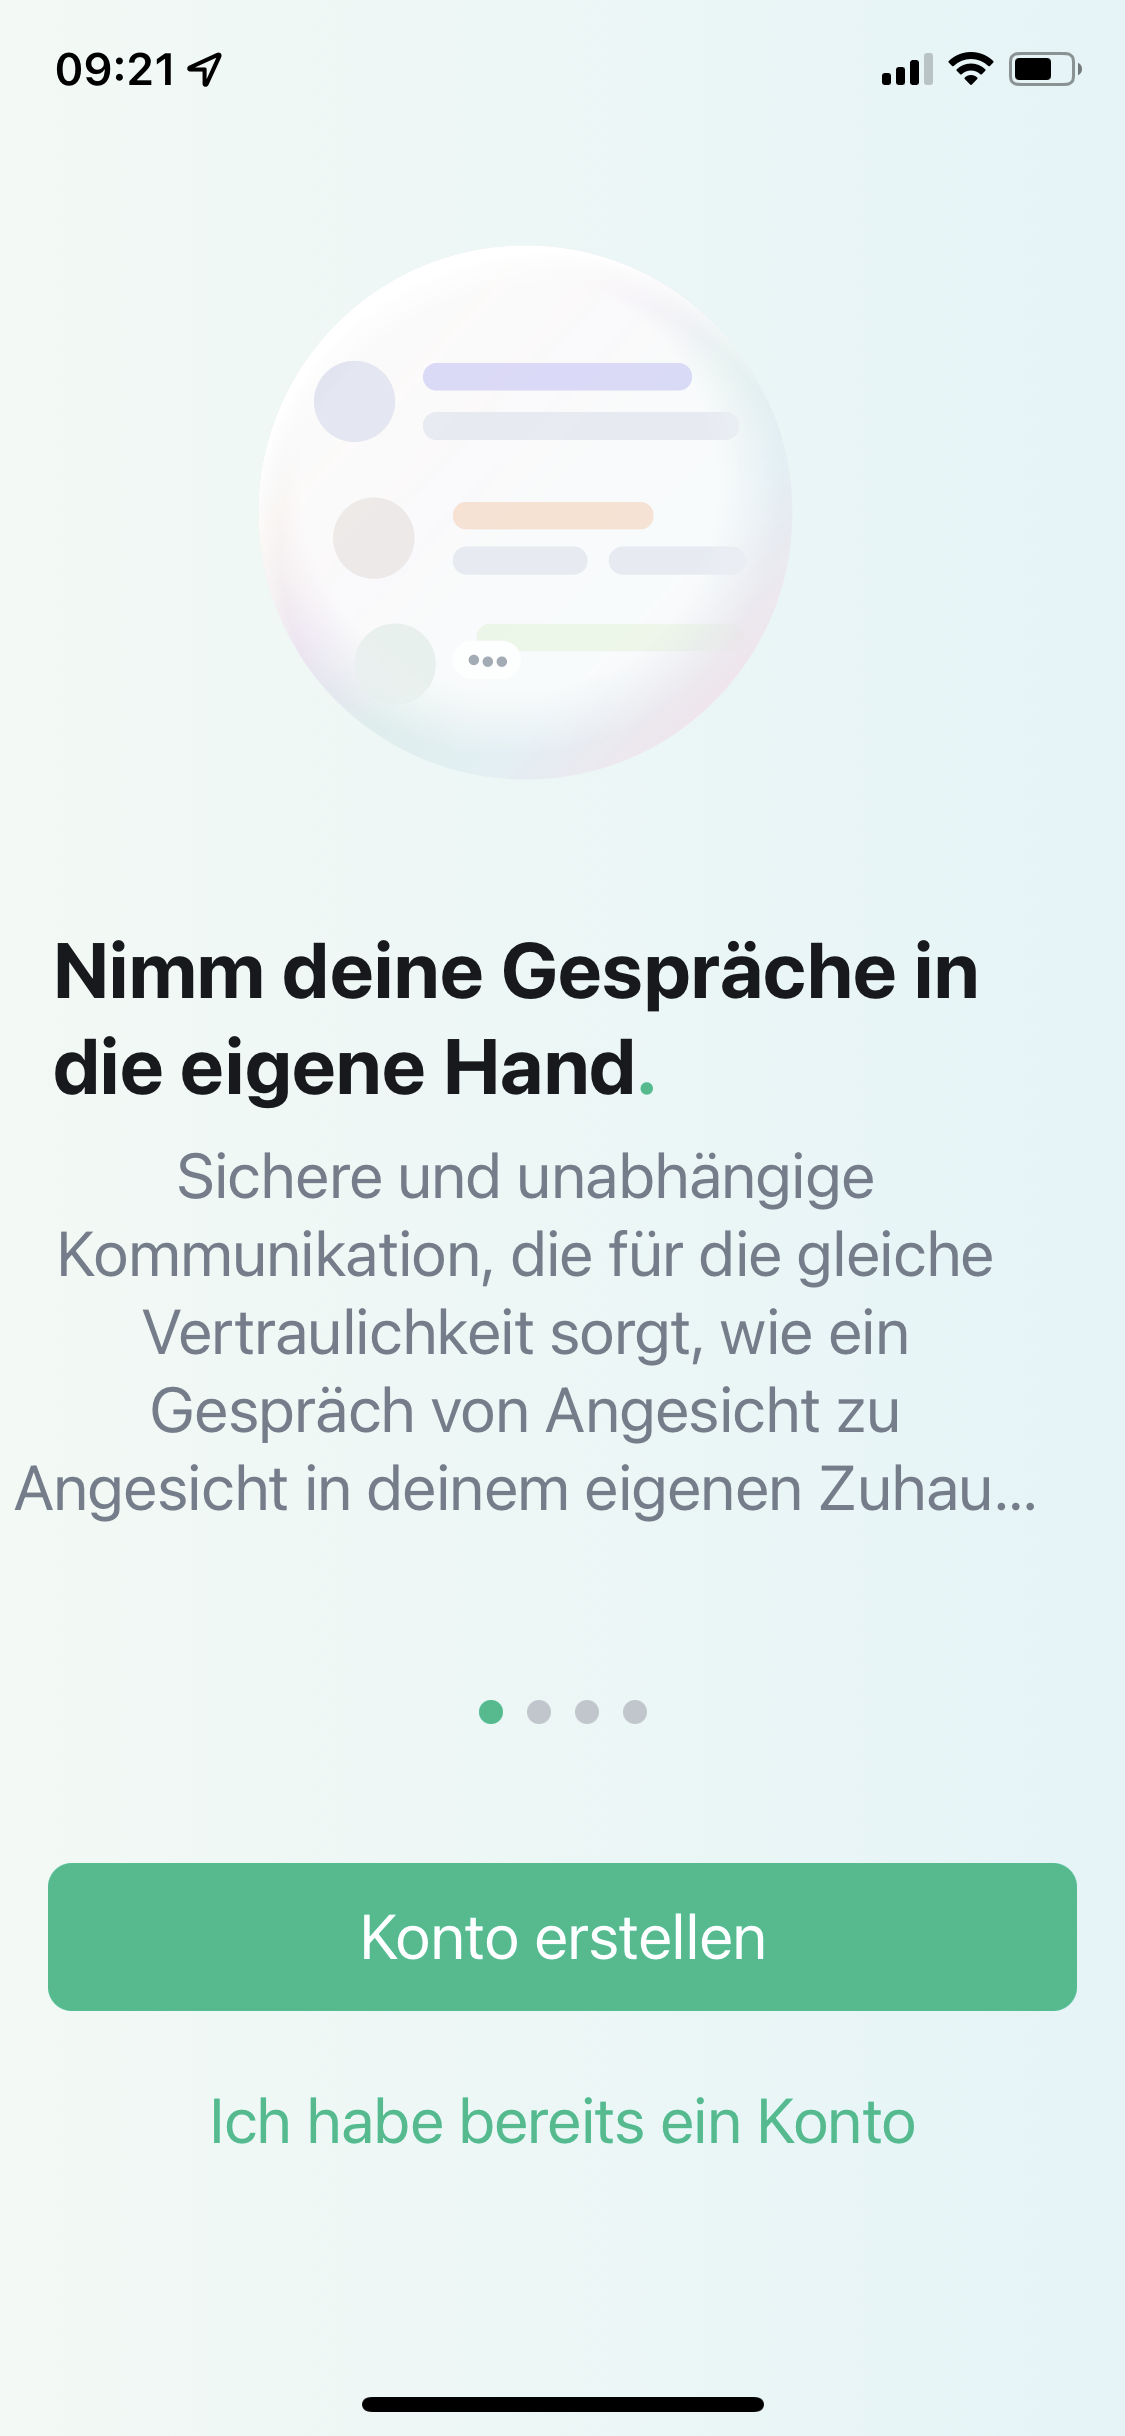 09:21
Nimm deine Gespräche in
die eigene Hand.
Sichere und unabhängige
Kommunikation, die für die gleiche
Vertraulichkeit sorgt, wie ein
Gespräch von Angesicht zu
Angesicht in deinem eigenen Zuhau...
Konto erstellen
Ich habe bereits ein Konto